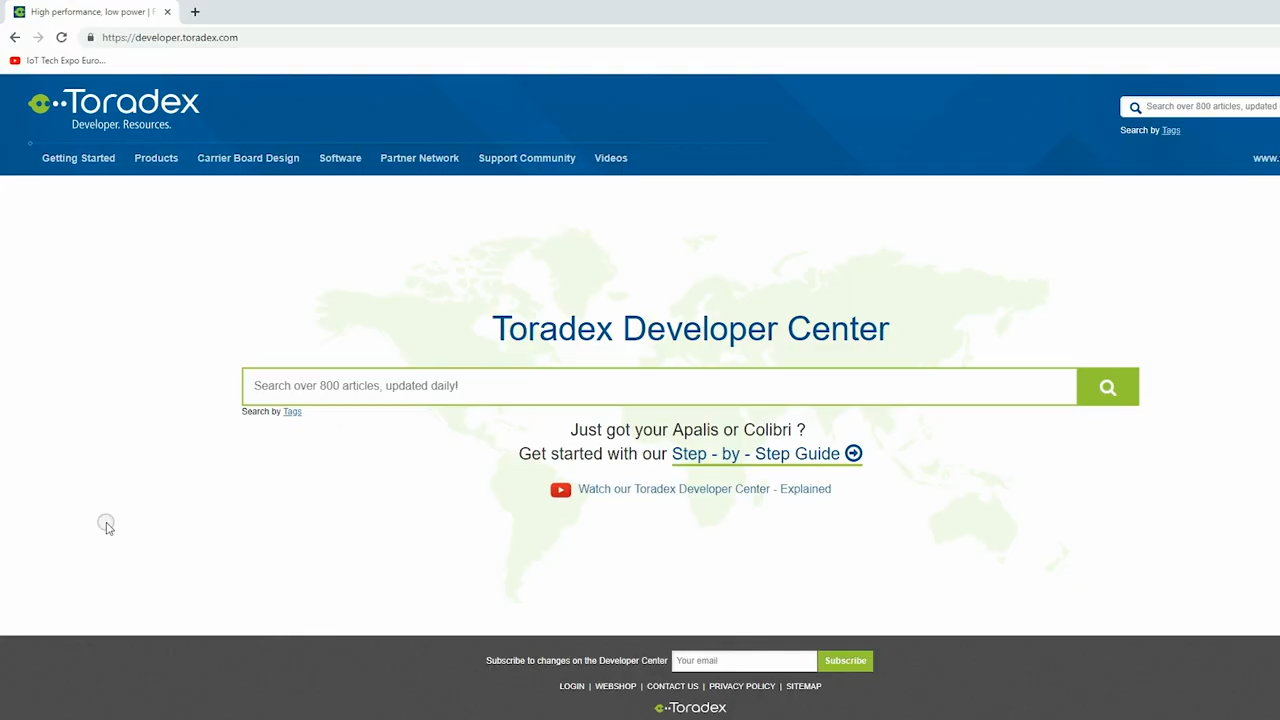 High performance, low power |
https://developer.toradex.com
IoT Tech Expo Euro...
Toradex
Developer. Resources.
Search over 800 articles, updated
Search by Tags
Getting Started Products Carrier Board Design Software Partner Network Support Community Videos
www.
Toradex Developer Center
Search over 800 articles, updated daily!
Search by Tags
Just got your Apalis or Colibri ?
Get started with our Step - by - Step Guide
Watch our Toradex Developer Center - Explained
Subscribe to changes on the Developer Center Your email Subscribe
LOGIN | WEBSHOP | CONTACT US | PRIVACY POLICY | SITEMAP
Toradex